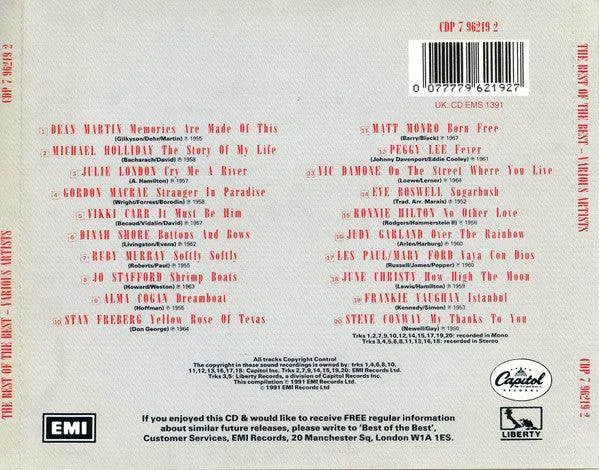 CDP 7 96219 2
0 077779 621927
UK: CD EMS 1391
1 DEAN MARTIN Memories Are Made Of This
(Gilkyson/Dehr/Martin) ℗ 1955
2 MICHAEL HOLLIDAY The Story Of My Life
(Bacharach/David) ℗ 1958
3 JULIE LONDON Cry Me A River
(A. Hamilton) ℗ 1957
4 GORDON MACRAE Stranger In Paradise
(Wright/Forrest/Borodin) ℗ 1958
5 VIKKI CARR It Must Be Him
(Becaud/Vidalin/David) ℗ 1967
6 DINAH SHORE Buttons And Bows
(Livingston/Evans) ℗ 1962
7 RUBY MURRAY Softly Softly
(Roberts/Paul) ℗ 1955
8 JO STAFFORD Shrimp Boats
(Howard/Weston) ℗ 1963
9 ALMA COGAN Dreamboat
(Hoffman) ℗ 1955
10 STAN FREBERG Yellow Rose Of Texas
(Don George) ℗ 1964
11 MATT MONRO Born Free
(Barry/Black) ℗ 1967
12 PEGGY LEE Fever
(Johnny Davenport/Eddie Cooley) ℗ 1961
13 VIC DAMONE On The Street Where You Live
(Loewe/Lerner) ℗ 1964
14 EVE BOSWELL Sugarbush
(Trad. Arr. Marais) ℗ 1952
15 RONNIE HILTON No Other Love
(Rodgers/Hammerstein II) ℗ 1956
16 JUDY GARLAND Over The Rainbow
(Arlen/Harburg) ℗ 1960
17 LES PAUL/MARY FORD Vaya Con Dios
(Russell/James/Pepper) ℗ 1960
18 JUNE CHRISTY How High The Moon
(Lewis/Hamilton) ℗ 1959
19 FRANKIE VAUGHAN Istanbul
(Kennedy/Simon) ℗ 1953
20 STEVE CONWAY My Thanks To You
(Newell/Gay) ℗ 1950
Trks 1,2,7,9,10,12,14,15,17,19,20: recorded in Mono
Trks 3,4,5,6,8,11,13,16,18: recorded in Stereo
All tracks Copyright Control
The copyright in these sound recordings is owned by: trks 1,4,6,8,10,
11,12,13,16,17,18: Capitol Inc. Trks 2,7,9,14,15,19,20: EMI Records Ltd.
Trks 3,5: Liberty Records, a division of Capitol Records Inc.
This compilation ℗ 1991 EMI Records Ltd.
© 1991 EMI Records Ltd.
EMI
If you enjoyed this CD & would like to receive FREE regular information
about similar future releases, please write to 'Best of the Best',
Customer Services, EMI Records, 20 Manchester Sq, London W1A 1ES.
Capitol
RECORDS
LIBERTY
THE BEST OF THE BEST – VARIOUS ARTISTS
CDP 7 96219 2
THE BEST OF THE BEST – VARIOUS ARTISTS
CDP 7 96219 2